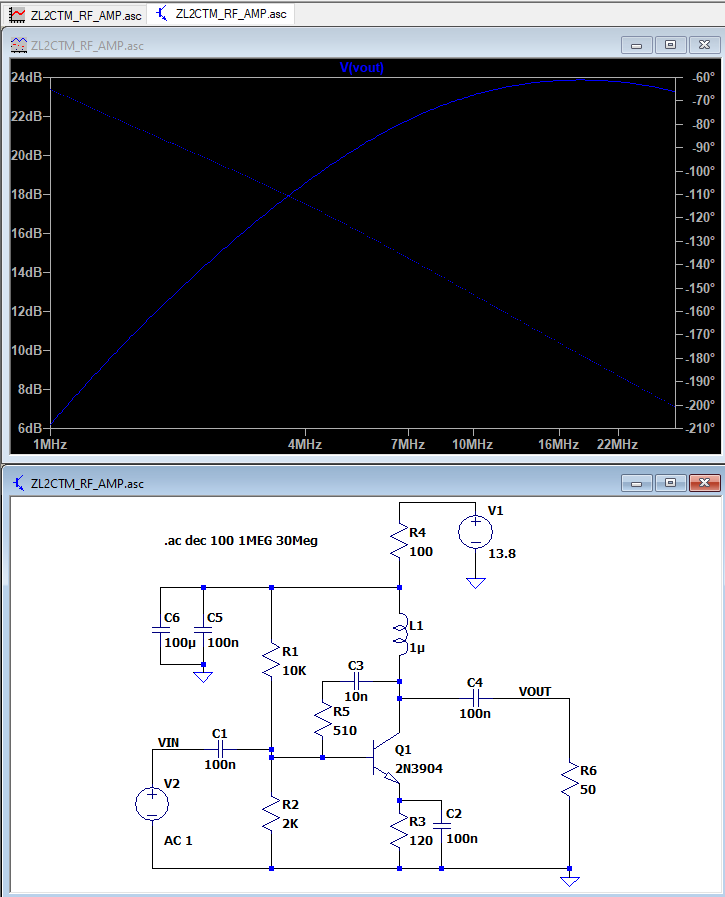 ZL2CTM_RF_AMP.asc ZL2CTM_RF_AMP.asc
ZL2CTM_RF_AMP.asc
V(vout)
24dB -60°
-70°
22dB -80°
-90°
20dB
-100°
18dB -110°
-120°
16dB
-130°
14dB -140°
-150°
12dB
-160°
10dB -170°
-180°
8dB
-190°
-200°
6dB -210°
1MHz 4MHz 7MHz 10MHz 16MHz 22MHz
ZL2CTM_RF_AMP.asc
.ac dec 100 1MEG 30Meg
R4
100
V1
13.8
C6
100µ
C5
100n
R1
10K
L1
1µ
C3
10n
R5
510
C4
100n
VOUT
VIN
C1
100n
Q1
2N3904
V2
AC 1
R2
2K
R3
120
C2
100n
R6
50